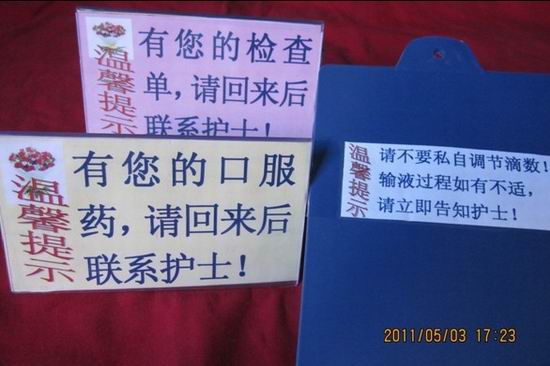 温馨提示
有您的检查
单，请回来后
联系护士！
温馨提示
有您的口服
药，请回来后
联系护士！
温馨提示
请不要私自调节滴数！
输液过程如有不适，
请立即告知护士！
2011/05/03 17:23